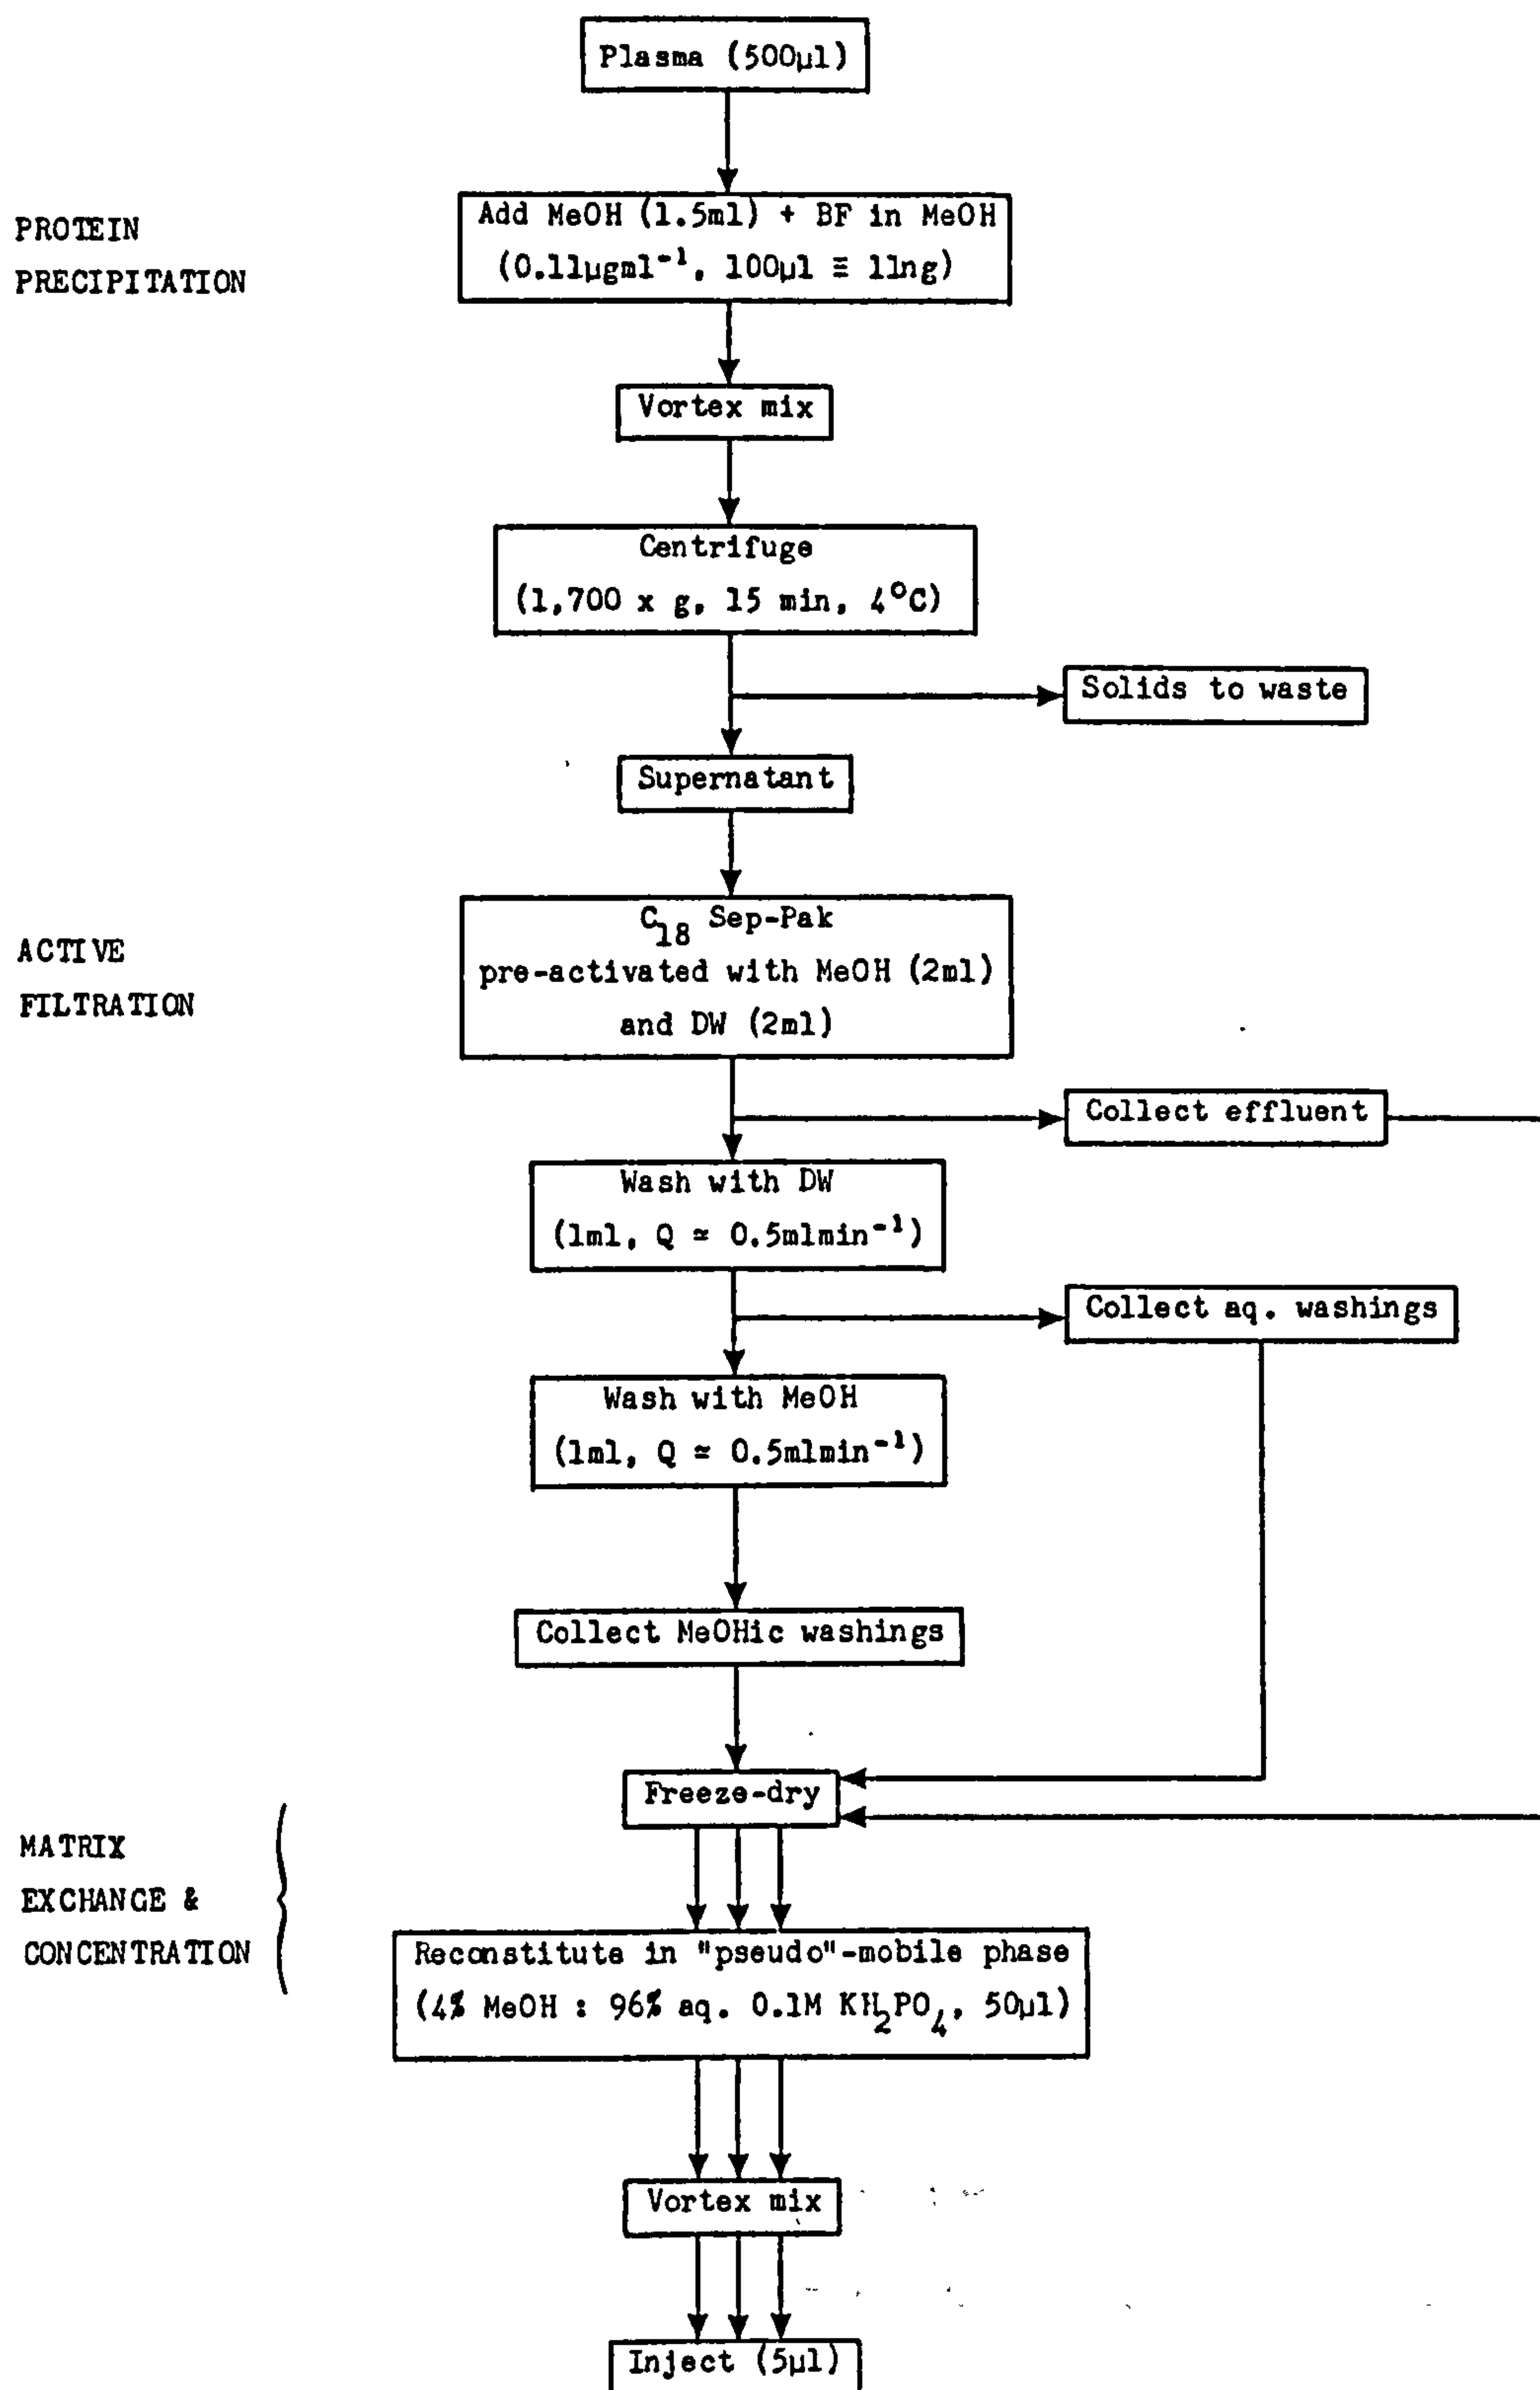 Plasma (500µl)
PROTEIN
PRECIPITATION
Add MeOH (1.5ml) + BF in MeOH
(0.11µgml⁻¹, 100µl ≡ 11ng)
Vortex mix
Centrifuge
(1,700 x g, 15 min, 4°C)
Solids to waste
Supernatant
ACTIVE
FILTRATION
C₁₈ Sep-Pak
pre-activated with MeOH (2ml)
and DW (2ml)
Collect effluent
Wash with DW
(1ml, Q ≃ 0.5mlmin⁻¹)
Collect aq. washings
Wash with MeOH
(1ml, Q ≃ 0.5mlmin⁻¹)
Collect MeOHic washings
Freeze-dry
MATRIX
EXCHANGE &
CONCENTRATION
Reconstitute in "pseudo"-mobile phase
(4% MeOH : 96% aq. 0.1M KH₂PO₄, 50µl)
Vortex mix
Inject (5µl)